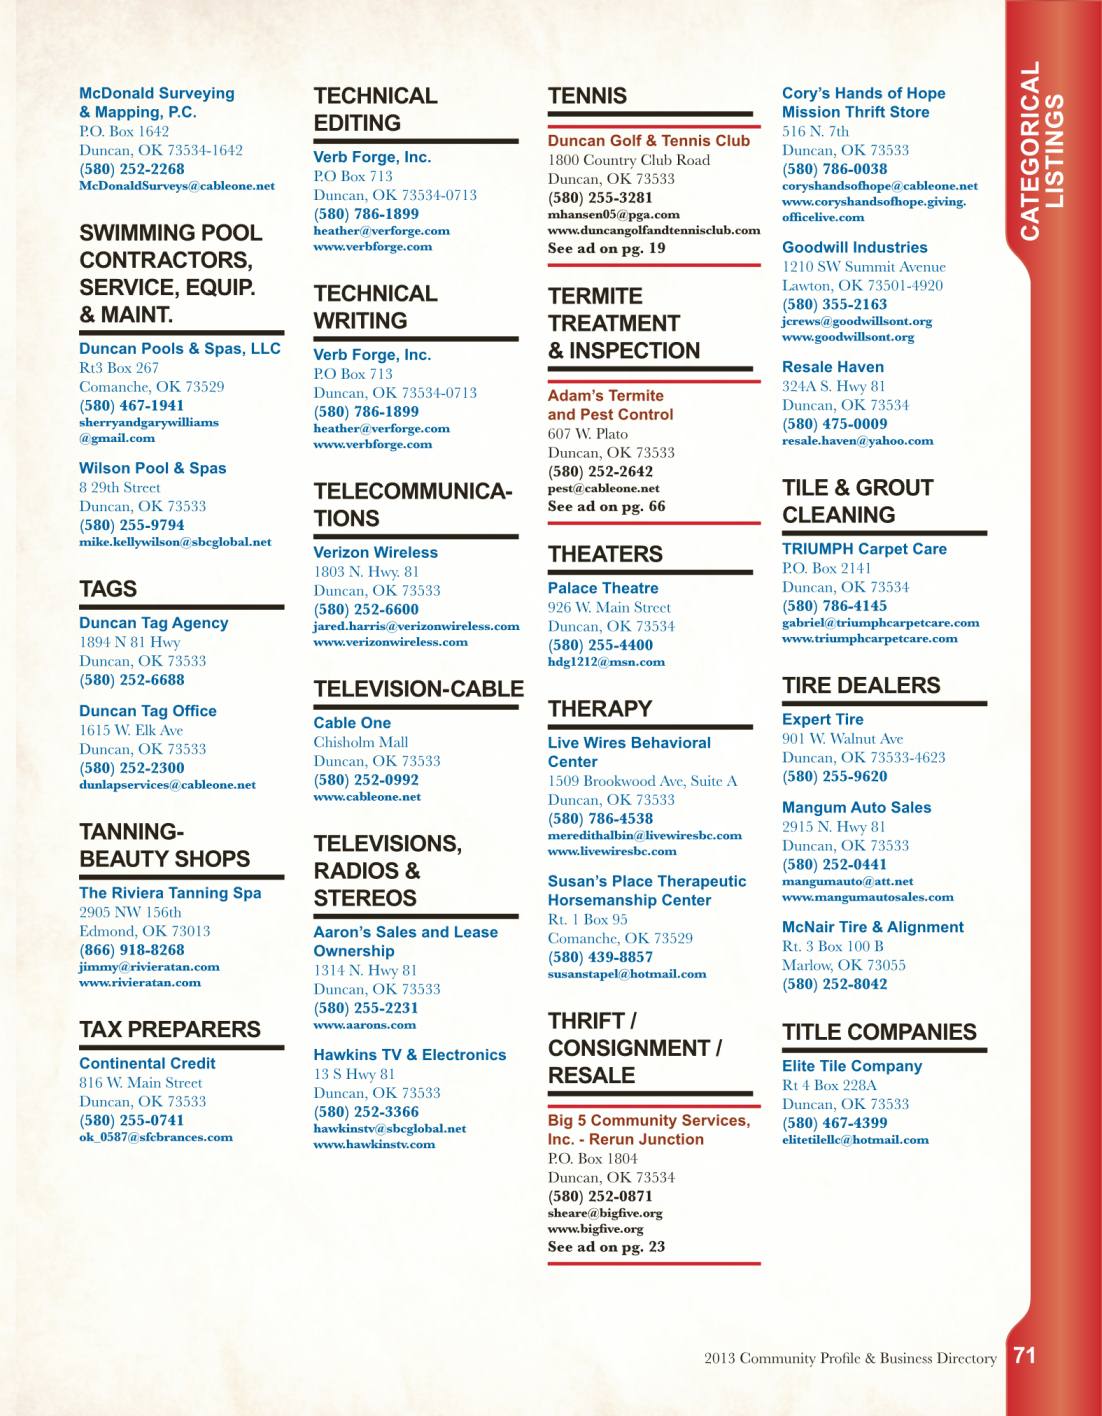 McDonald Surveying
& Mapping, P.C.
P.O. Box 1642
Duncan, OK 73534-1642
(580) 252-2268
McDonaldSurveys@cableone.net
SWIMMING POOL
CONTRACTORS,
SERVICE, EQUIP.
& MAINT.
Duncan Pools & Spas, LLC
Rt3 Box 267
Comanche, OK 73529
(580) 467-1941
sherryandgarywilliams
@gmail.com
Wilson Pool & Spas
8 29th Street
Duncan, OK 73533
(580) 255-9794
mike.kellywilson@sbcglobal.net
TAGS
Duncan Tag Agency
1894 N 81 Hwy
Duncan, OK 73533
(580) 252-6688
Duncan Tag Office
1615 W. Elk Ave
Duncan, OK 73533
(580) 252-2300
dunlapservices@cableone.net
TANNING-
BEAUTY SHOPS
The Riviera Tanning Spa
2905 NW 156th
Edmond, OK 73013
(866) 918-8268
jimmy@rivieratan.com
www.rivieratan.com
TAX PREPARERS
Continental Credit
816 W. Main Street
Duncan, OK 73533
(580) 255-0741
ok_0587@sfcbrances.com
TECHNICAL
EDITING
Verb Forge, Inc.
P.O Box 713
Duncan, OK 73534-0713
(580) 786-1899
heather@verforge.com
www.verbforge.com
TECHNICAL
WRITING
Verb Forge, Inc.
P.O Box 713
Duncan, OK 73534-0713
(580) 786-1899
heather@verforge.com
www.verbforge.com
TELECOMMUNICA-
TIONS
Verizon Wireless
1803 N. Hwy. 81
Duncan, OK 73533
(580) 252-6600
jared.harris@verizonwireless.com
www.verizonwireless.com
TELEVISION-CABLE
Cable One
Chisholm Mall
Duncan, OK 73533
(580) 252-0992
www.cableone.net
TELEVISIONS,
RADIOS &
STEREOS
Aaron's Sales and Lease
Ownership
1314 N. Hwy 81
Duncan, OK 73533
(580) 255-2231
www.aarons.com
Hawkins TV & Electronics
13 S Hwy 81
Duncan, OK 73533
(580) 252-3366
hawkinstv@sbcglobal.net
www.hawkinstv.com
TENNIS
Duncan Golf & Tennis Club
1800 Country Club Road
Duncan, OK 73533
(580) 255-3281
mhansen05@pga.com
www.duncangolfandtennisclub.com
See ad on pg. 19
TERMITE
TREATMENT
& INSPECTION
Adam's Termite
and Pest Control
607 W. Plato
Duncan, OK 73533
(580) 252-2642
pest@cableone.net
See ad on pg. 66
THEATERS
Palace Theatre
926 W. Main Street
Duncan, OK 73534
(580) 255-4400
hdg1212@msn.com
THERAPY
Live Wires Behavioral
Center
1509 Brookwood Ave, Suite A
Duncan, OK 73533
(580) 786-4538
meredithalbin@livewiresbc.com
www.livewiresbc.com
Susan's Place Therapeutic
Horsemanship Center
Rt. 1 Box 95
Comanche, OK 73529
(580) 439-8857
susanstapel@hotmail.com
THRIFT /
CONSIGNMENT /
RESALE
Big 5 Community Services,
Inc. - Rerun Junction
P.O. Box 1804
Duncan, OK 73534
(580) 252-0871
sheare@bigfive.org
www.bigfive.org
See ad on pg. 23
Cory's Hands of Hope
Mission Thrift Store
516 N. 7th
Duncan, OK 73533
(580) 786-0038
coryshandsofhope@cableone.net
www.coryshandsofhope.giving.
officelive.com
Goodwill Industries
1210 SW Summit Avenue
Lawton, OK 73501-4920
(580) 355-2163
jcrews@goodwillsont.org
www.goodwillsont.org
Resale Haven
324A S. Hwy 81
Duncan, OK 73534
(580) 475-0009
resale.haven@yahoo.com
TILE & GROUT
CLEANING
TRIUMPH Carpet Care
P.O. Box 2141
Duncan, OK 73534
(580) 786-4145
gabriel@triumphcarpetcare.com
www.triumphcarpetcare.com
TIRE DEALERS
Expert Tire
901 W. Walnut Ave
Duncan, OK 73533-4623
(580) 255-9620
Mangum Auto Sales
2915 N. Hwy 81
Duncan, OK 73533
(580) 252-0441
mangumauto@att.net
www.mangumautosales.com
McNair Tire & Alignment
Rt. 3 Box 100 B
Marlow, OK 73055
(580) 252-8042
TITLE COMPANIES
Elite Tile Company
Rt 4 Box 228A
Duncan, OK 73533
(580) 467-4399
elitetilellc@hotmail.com
CATEGORICAL
LISTINGS
2013 Community Profile & Business Directory 71